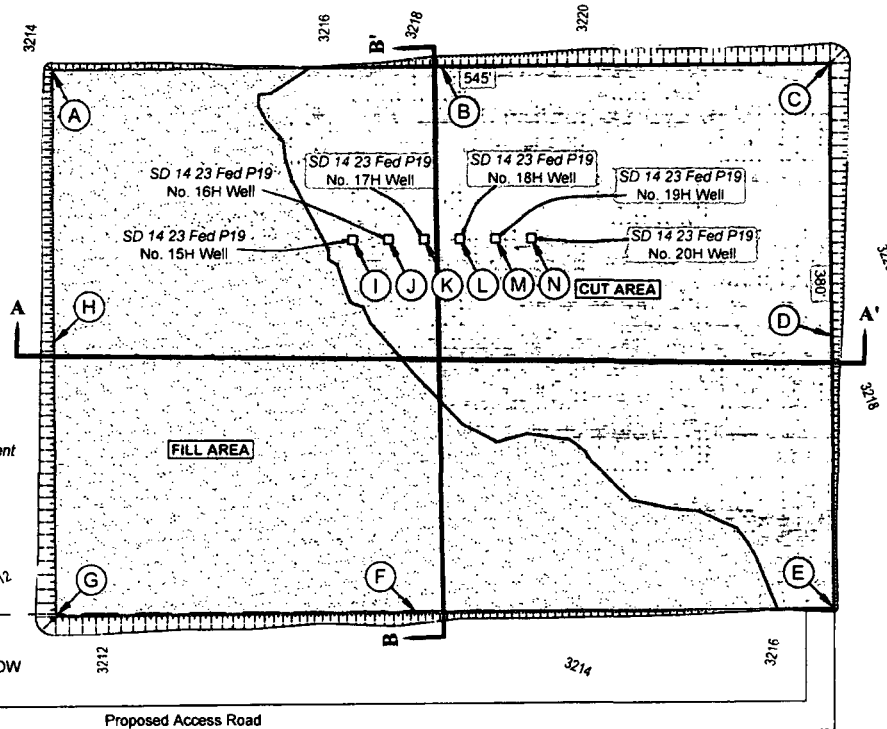 3214
3216
3218
3220
B'
545'
A
B
C
SD 14 23 Fed P19
No. 16H Well
SD 14 23 Fed P19
No. 17H Well
SD 14 23 Fed P19
No. 18H Well
SD 14 23 Fed P19
No. 19H Well
SD 14 23 Fed P19
No. 15H Well
SD 14 23 Fed P19
No. 20H Well
I
J
K
L
M
N
CUT AREA
380'
A
H
D
A'
3218
FILL AREA
G
F
E
B
3212
3214
3216
OW
Proposed Access Road